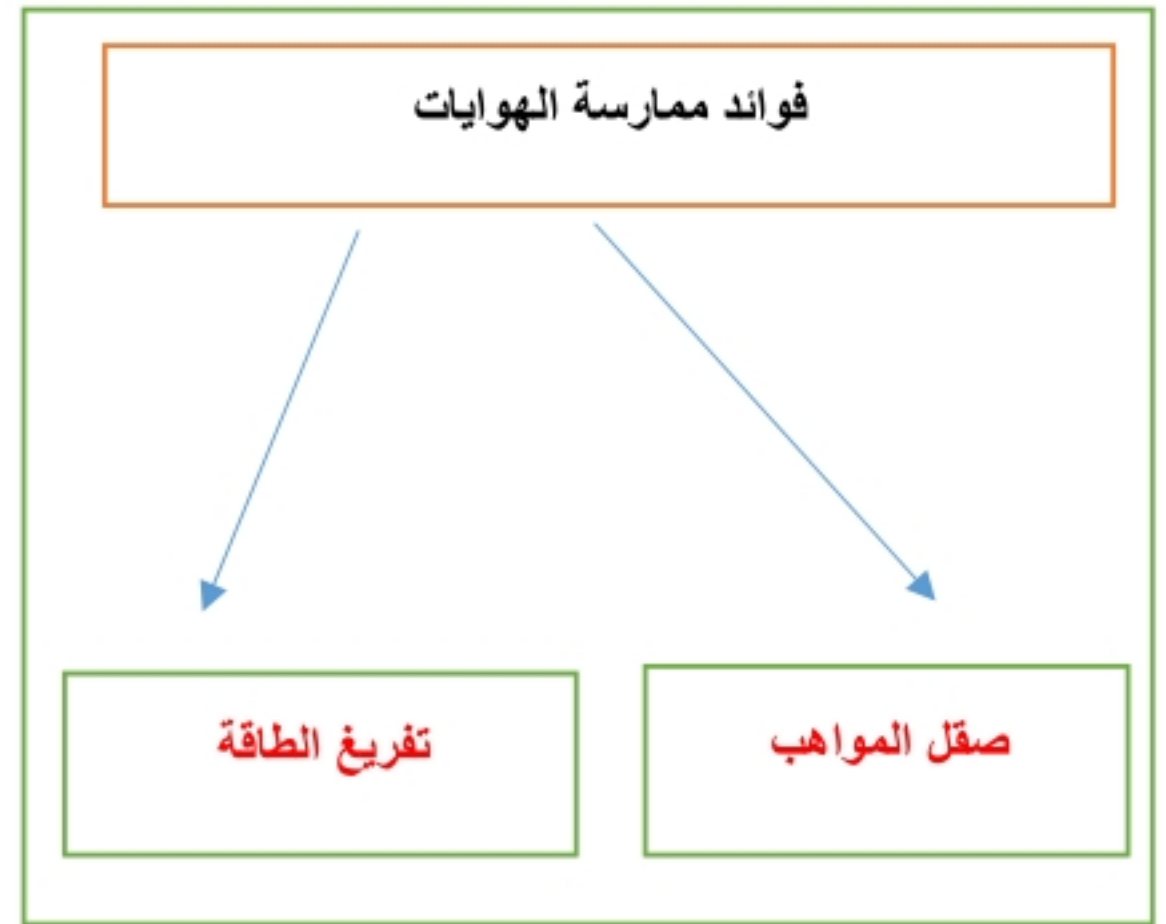 فوائد ممارسة الهوايات
صقل المواهب
تفريغ الطاقة